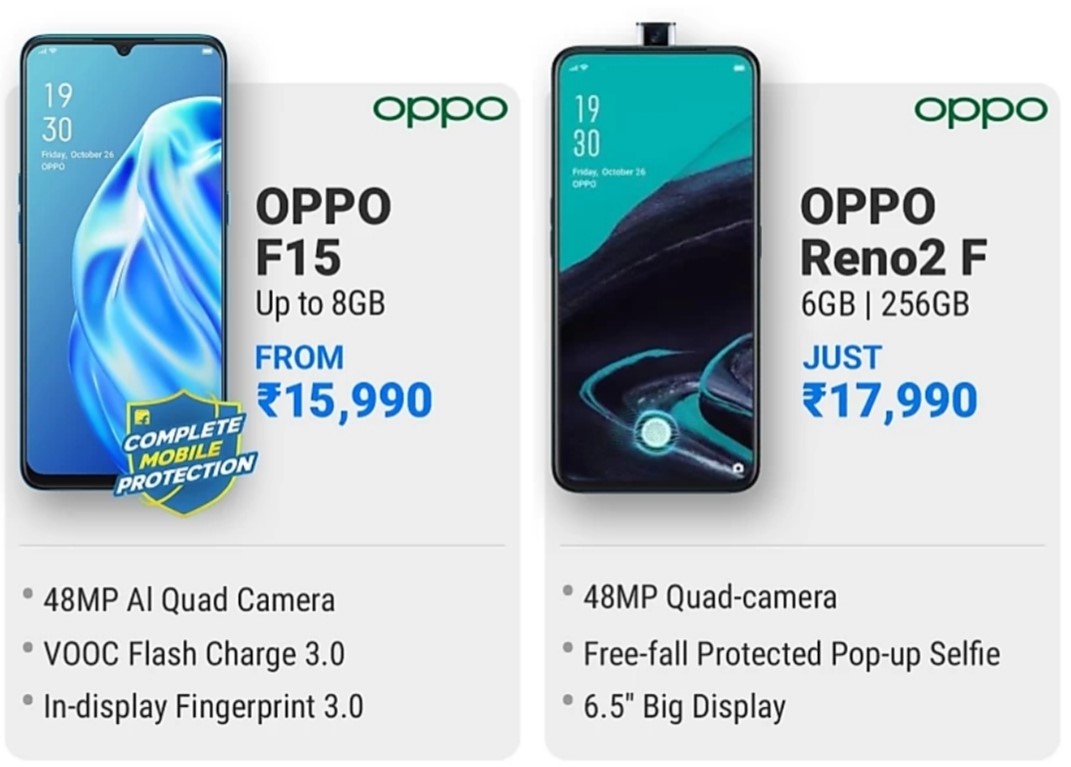 19
30
Friday, October 26
OPPO
COMPLETE
MOBILE
PROTECTION
oppo
OPPO
F15
Up to 8GB
FROM
₹15,990
• 48MP AI Quad Camera
• VOOC Flash Charge 3.0
• In-display Fingerprint 3.0
19
30
Friday, October 26
OPPO
oppo
OPPO
Reno2 F
6GB | 256GB
JUST
₹17,990
• 48MP Quad-camera
• Free-fall Protected Pop-up Selfie
• 6.5" Big Display